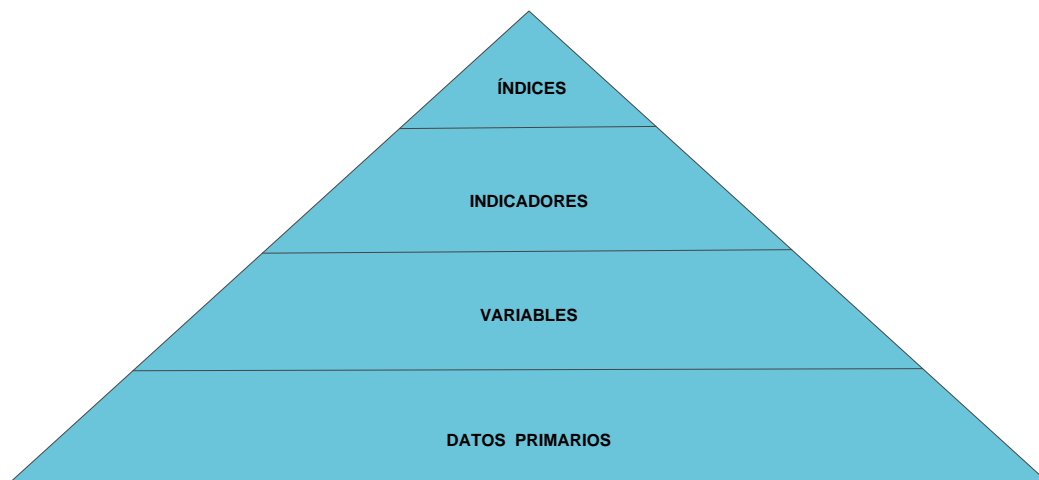 ÍNDICES
INDICADORES
VARIABLES
DATOS PRIMARIOS